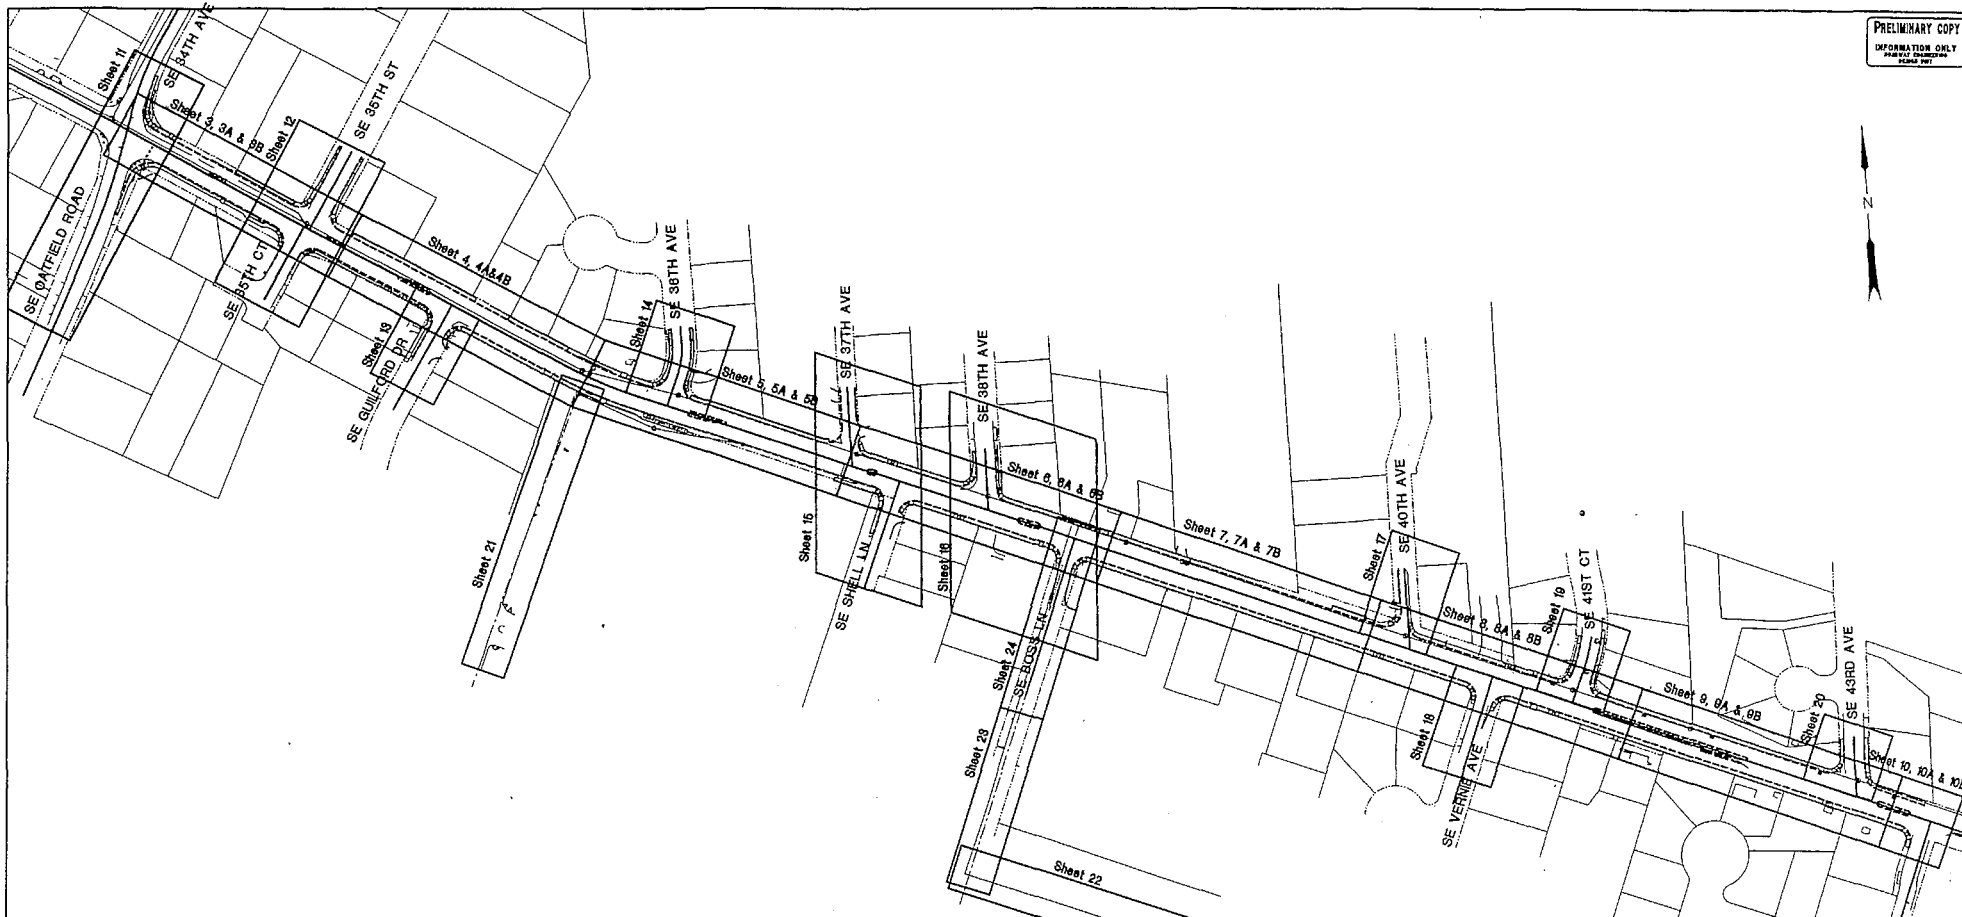 PRELIMINARY COPY
INFORMATION ONLY
Sheet 11
SE 34TH AVE
Sheet 3, 3A & 3B
Sheet 12
SE 35TH ST
SE OATFIELD ROAD
SE 35TH CT
Sheet 4, 4A&4B
Sheet 13
SE GUILFORD DR
Sheet 14
SE 36TH AVE
Sheet 5, 5A & 5B
SE 37TH AVE
SE 38TH AVE
Sheet 6, 6A & 6B
Sheet 21
Sheet 15
SE SHELL LN
Sheet 16
Sheet 7, 7A & 7B
Sheet 17
SE 40TH AVE
Sheet 8, 8A & 8B
Sheet 19
SE 41ST CT
Sheet 24
SE BOSS LN
Sheet 23
Sheet 18
SE VERNIE AVE
Sheet 9, 9A & 9B
Sheet 20
SE 43RD AVE
Sheet 10, 10A & 10B
Sheet 22
N